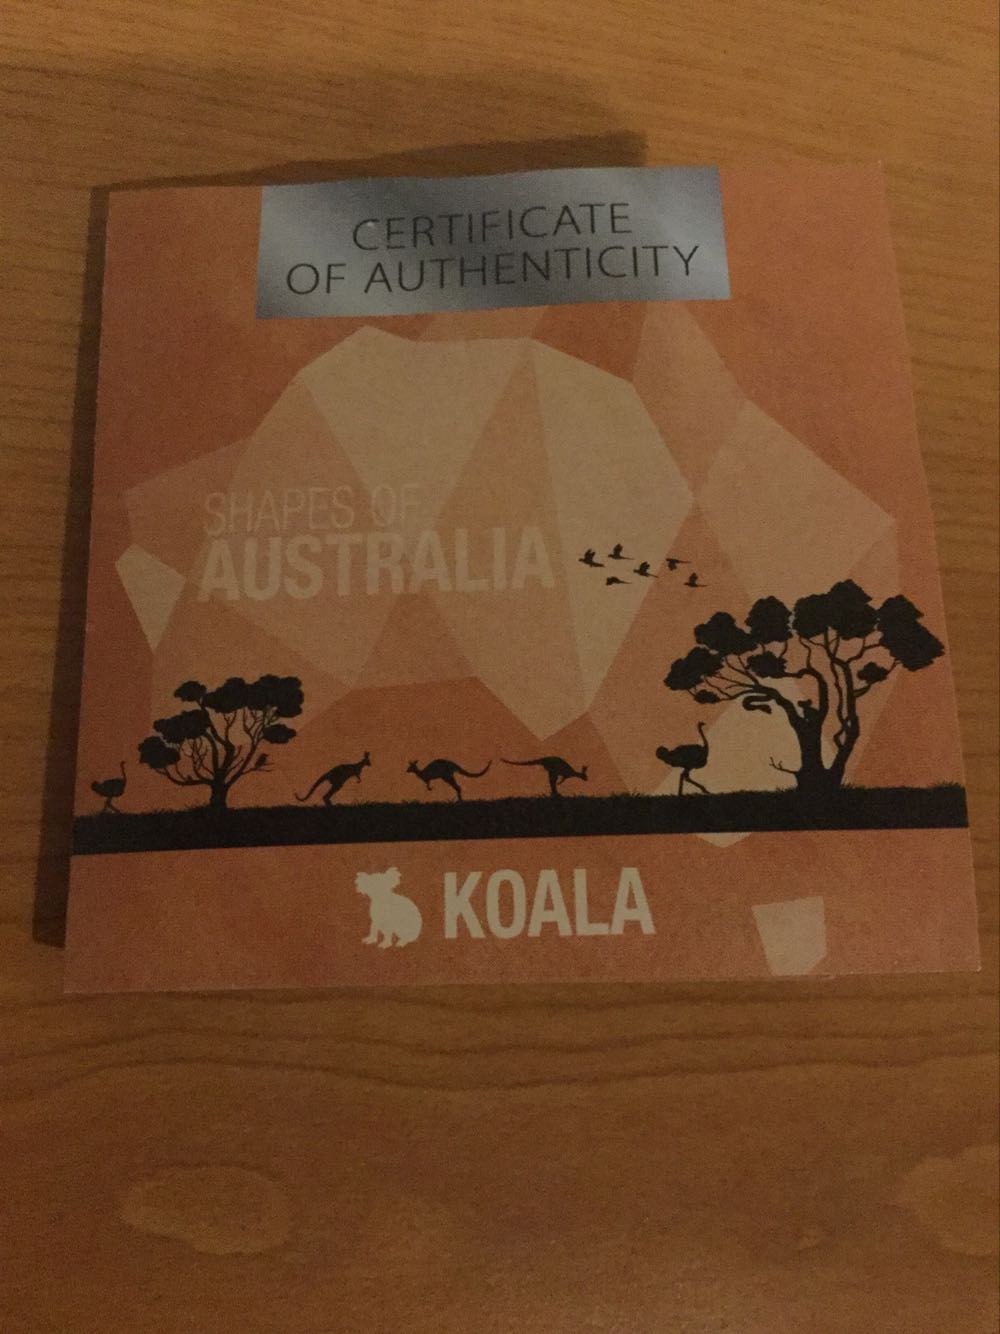 CERTIFICATE
OF AUTHENTICITY
SHAPES OF
AUSTRALIA
KOALA